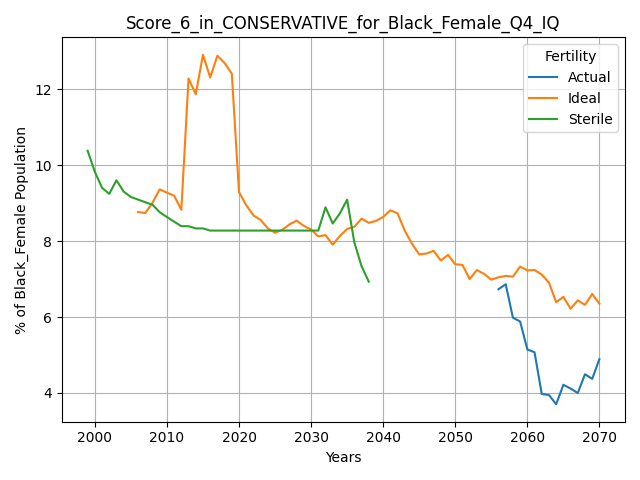 Score_6_in_CONSERVATIVE_for_Black_Female_Q4_IQ
Fertility
Actual
Ideal
Sterile
% of Black_Female Population
12
10
8
6
4
2000 2010 2020 2030 2040 2050 2060 2070
Years